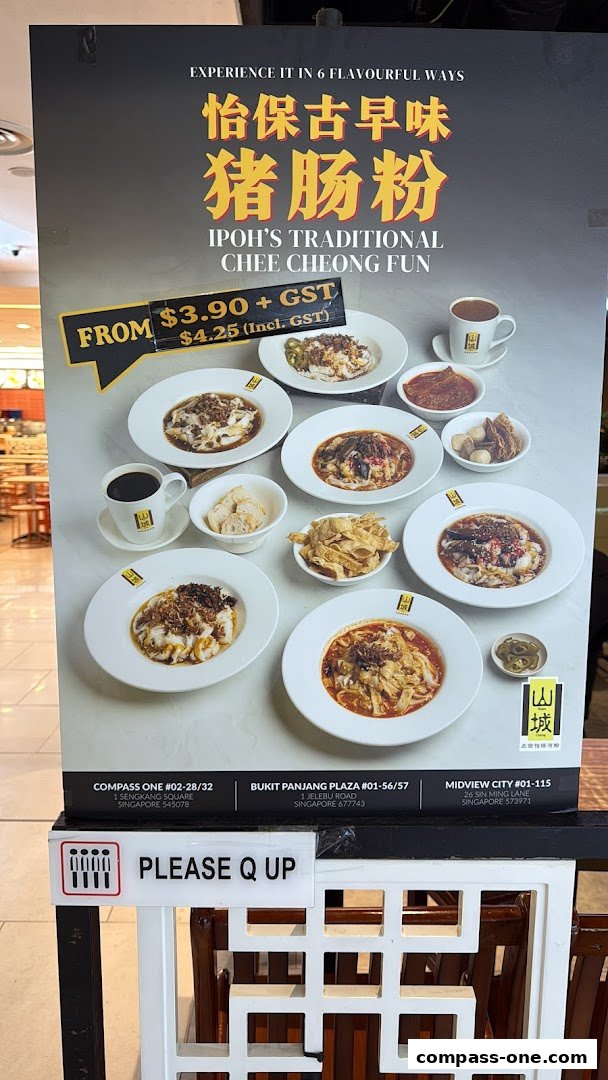 EXPERIENCE IT IN 6 FLAVOURFUL WAYS
怡保古早味
猪肠粉
IPOH'S TRADITIONAL
CHEE CHEONG FUN
FROM $3.90 + GST
$4.25 (Incl. GST)
山
城
COMPASS ONE #02-28/32
1 SENGKANG SQUARE
SINGAPORE 545078
BUKIT PANJANG PLAZA #01-56/57
1 JELEBU ROAD
SINGAPORE 677743
MIDVIEW CITY #01-115
26 SIN MING LANE
SINGAPORE 573971
PLEASE Q UP
compass-one.com